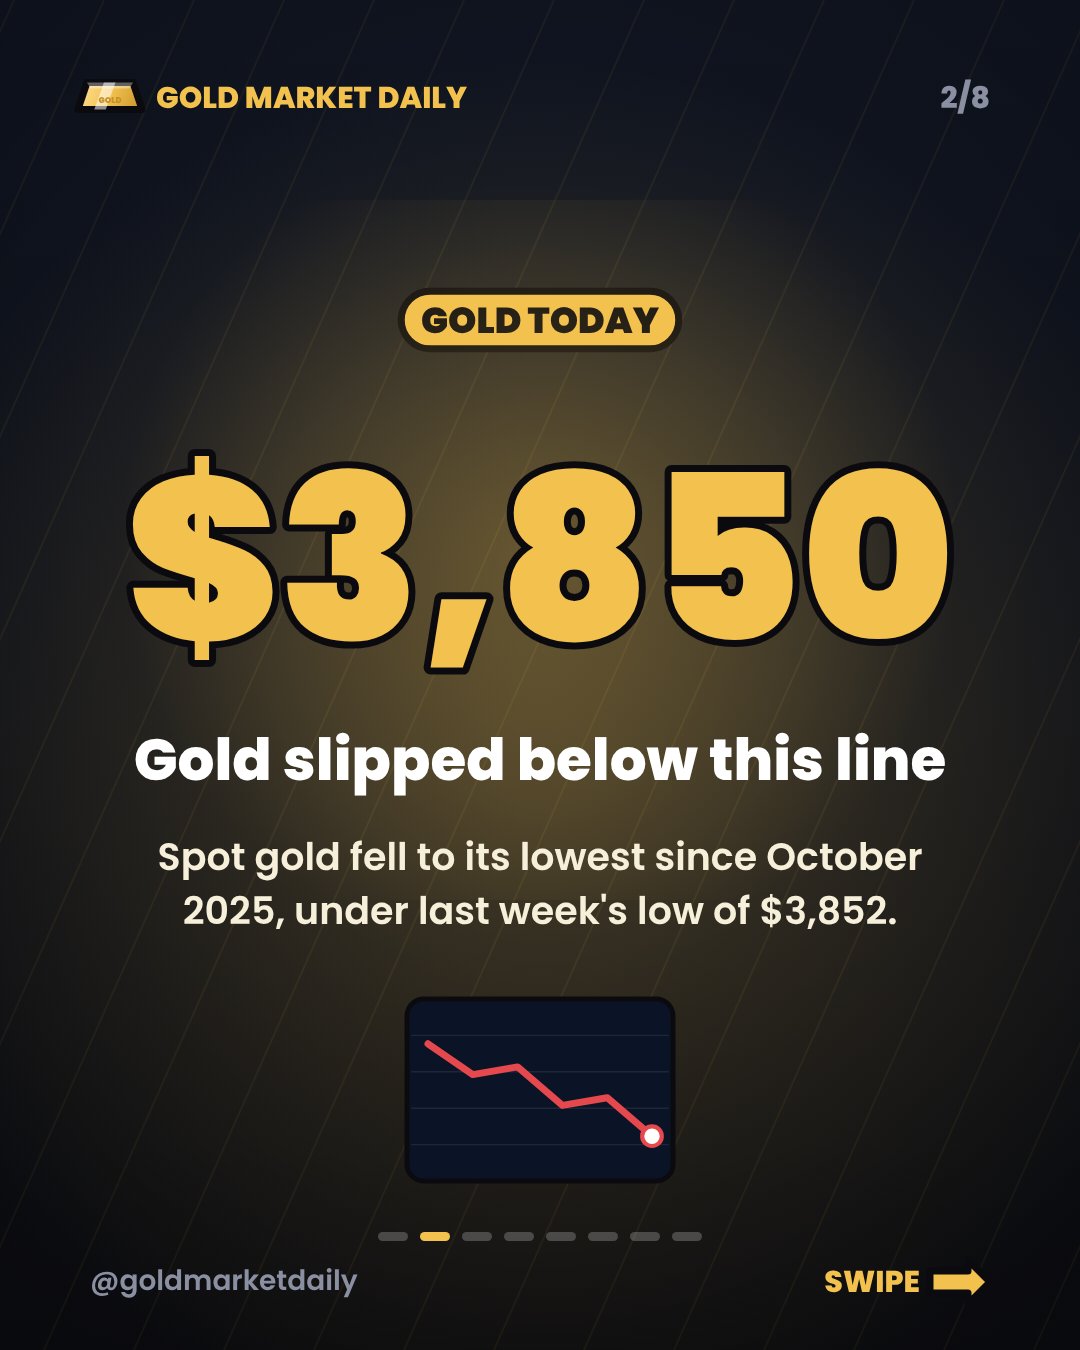 GOLD
GOLD MARKET DAILY
2/8
GOLD TODAY
$3,850
Gold slipped below this line
Spot gold fell to its lowest since October
2025, under last week's low of $3,852.
@goldmarketdaily
SWIPE